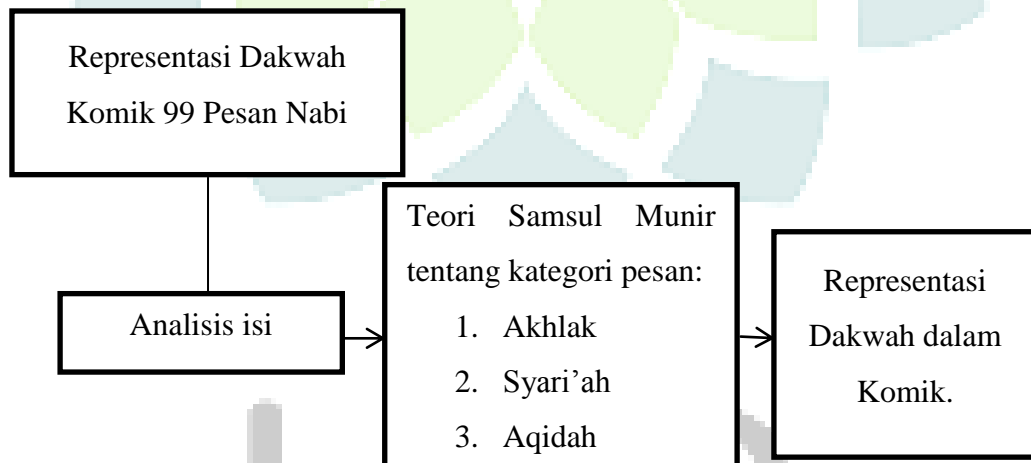 Representasi Dakwah
Komik 99 Pesan Nabi
Analisis isi
Teori Samsul Munir
tentang kategori pesan:
1. Akhlak
2. Syari’ah
3. Aqidah
Representasi
Dakwah dalam
Komik.